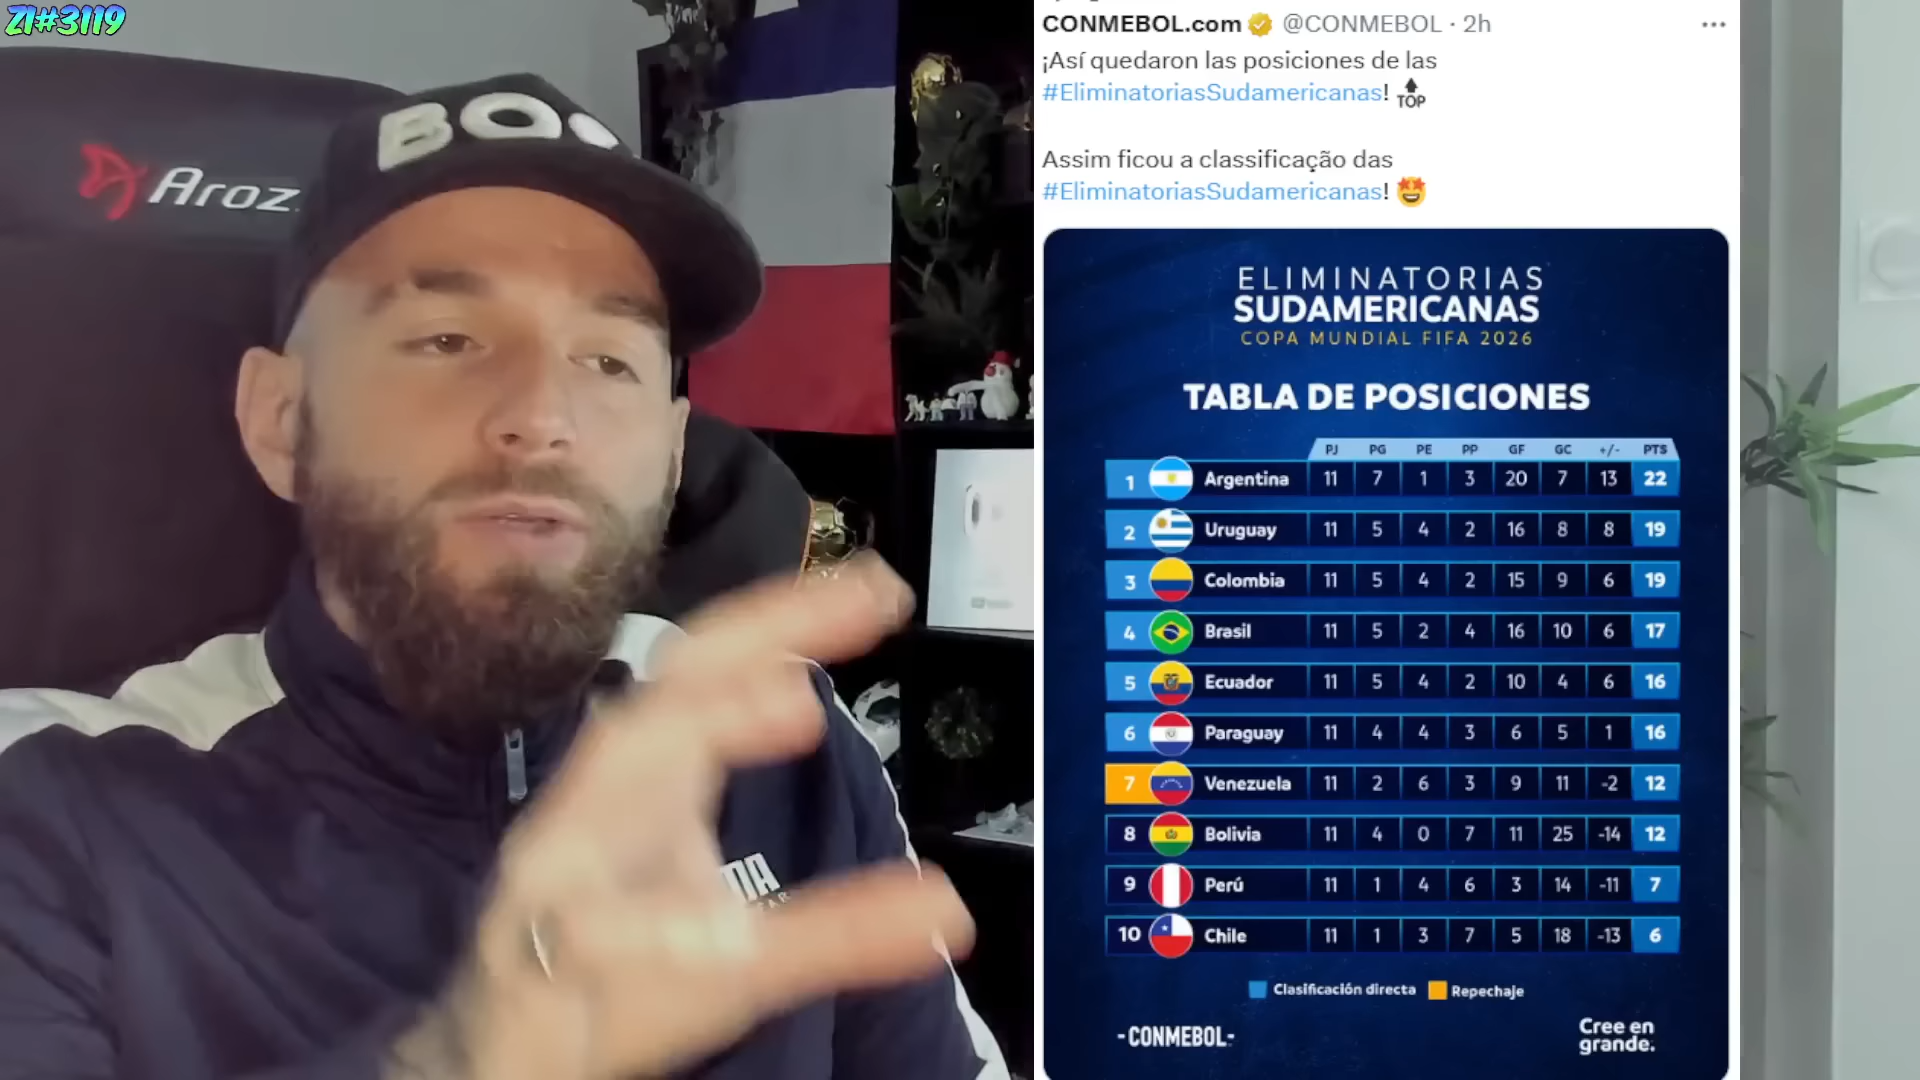 ZI#3119
BO
Aroz
CONMEBOL.com @CONMEBOL · 2h
¡Así quedaron las posiciones de las
#EliminatoriasSudamericanas! TOP
Assim ficou a classificação das
#EliminatoriasSudamericanas!
ELIMINATORIAS
SUDAMERICANAS
COPA MUNDIAL FIFA 2026
TABLA DE POSICIONES
PJ PG PE PP GF GC +/- PTS
1 Argentina 11 7 1 3 20 7 13 22
2 Uruguay 11 5 4 2 16 8 8 19
3 Colombia 11 5 4 2 15 9 6 19
4 Brasil 11 5 2 4 16 10 6 17
5 Ecuador 11 5 4 2 10 4 6 16
6 Paraguay 11 4 4 3 6 5 1 16
7 Venezuela 11 2 6 3 9 11 -2 12
8 Bolivia 11 4 0 7 11 25 -14 12
9 Perú 11 1 4 6 3 14 -11 7
10 Chile 11 1 3 7 5 18 -13 6
Clasificación directa Repechaje
-CONMEBOL-
Cree en
grande.